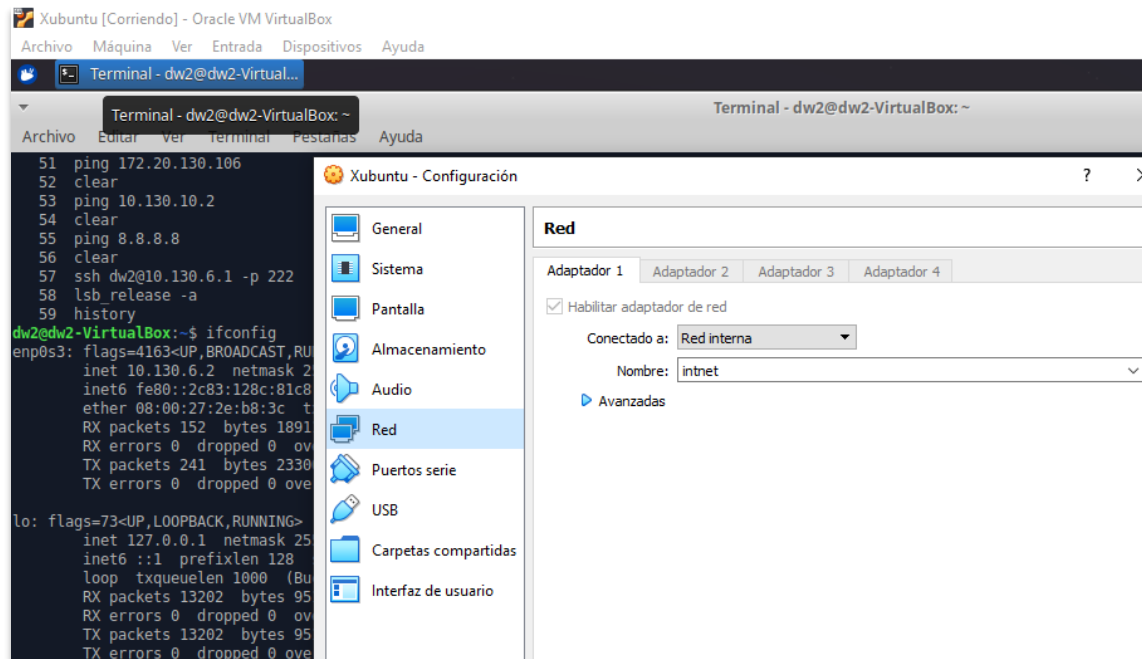 Xubuntu [Corriendo] - Oracle VM VirtualBox
Archivo Máquina Ver Entrada Dispositivos Ayuda
Terminal - dw2@dw2-Virtual...
Terminal - dw2@dw2-VirtualBox: ~
Terminal - dw2@dw2-VirtualBox: ~
Archivo Editar Ver Terminal Pestañas Ayuda
51 ping 172.20.130.106
52 clear
53 ping 10.130.10.2
54 clear
55 ping 8.8.8.8
56 clear
57 ssh dw2@10.130.6.1 -p 222
58 lsb_release -a
59 history
dw2@dw2-VirtualBox:~$ ifconfig
enp0s3: flags=4163<UP,BROADCAST,RU
inet 10.130.6.2 netmask 2
inet6 fe80::2c83:128c:81c8
ether 08:00:27:2e:b8:3c t
RX packets 152 bytes 1891
RX errors 0 dropped 0 ov
TX packets 241 bytes 2330
TX errors 0 dropped 0 ove
lo: flags=73<UP,LOOPBACK,RUNNING>
inet 127.0.0.1 netmask 25
inet6 ::1 prefixlen 128
loop txqueuelen 1000 (Bu
RX packets 13202 bytes 95
RX errors 0 dropped 0 ov
TX packets 13202 bytes 95
TX errors 0 dropped 0 ove
Xubuntu - Configuración
?
General
Sistema
Pantalla
Almacenamiento
Audio
Red
Puertos serie
USB
Carpetas compartidas
Interfaz de usuario
Red
Adaptador 1 Adaptador 2 Adaptador 3 Adaptador 4
Habilitar adaptador de red
Conectado a: Red interna
Nombre: intnet
Avanzadas